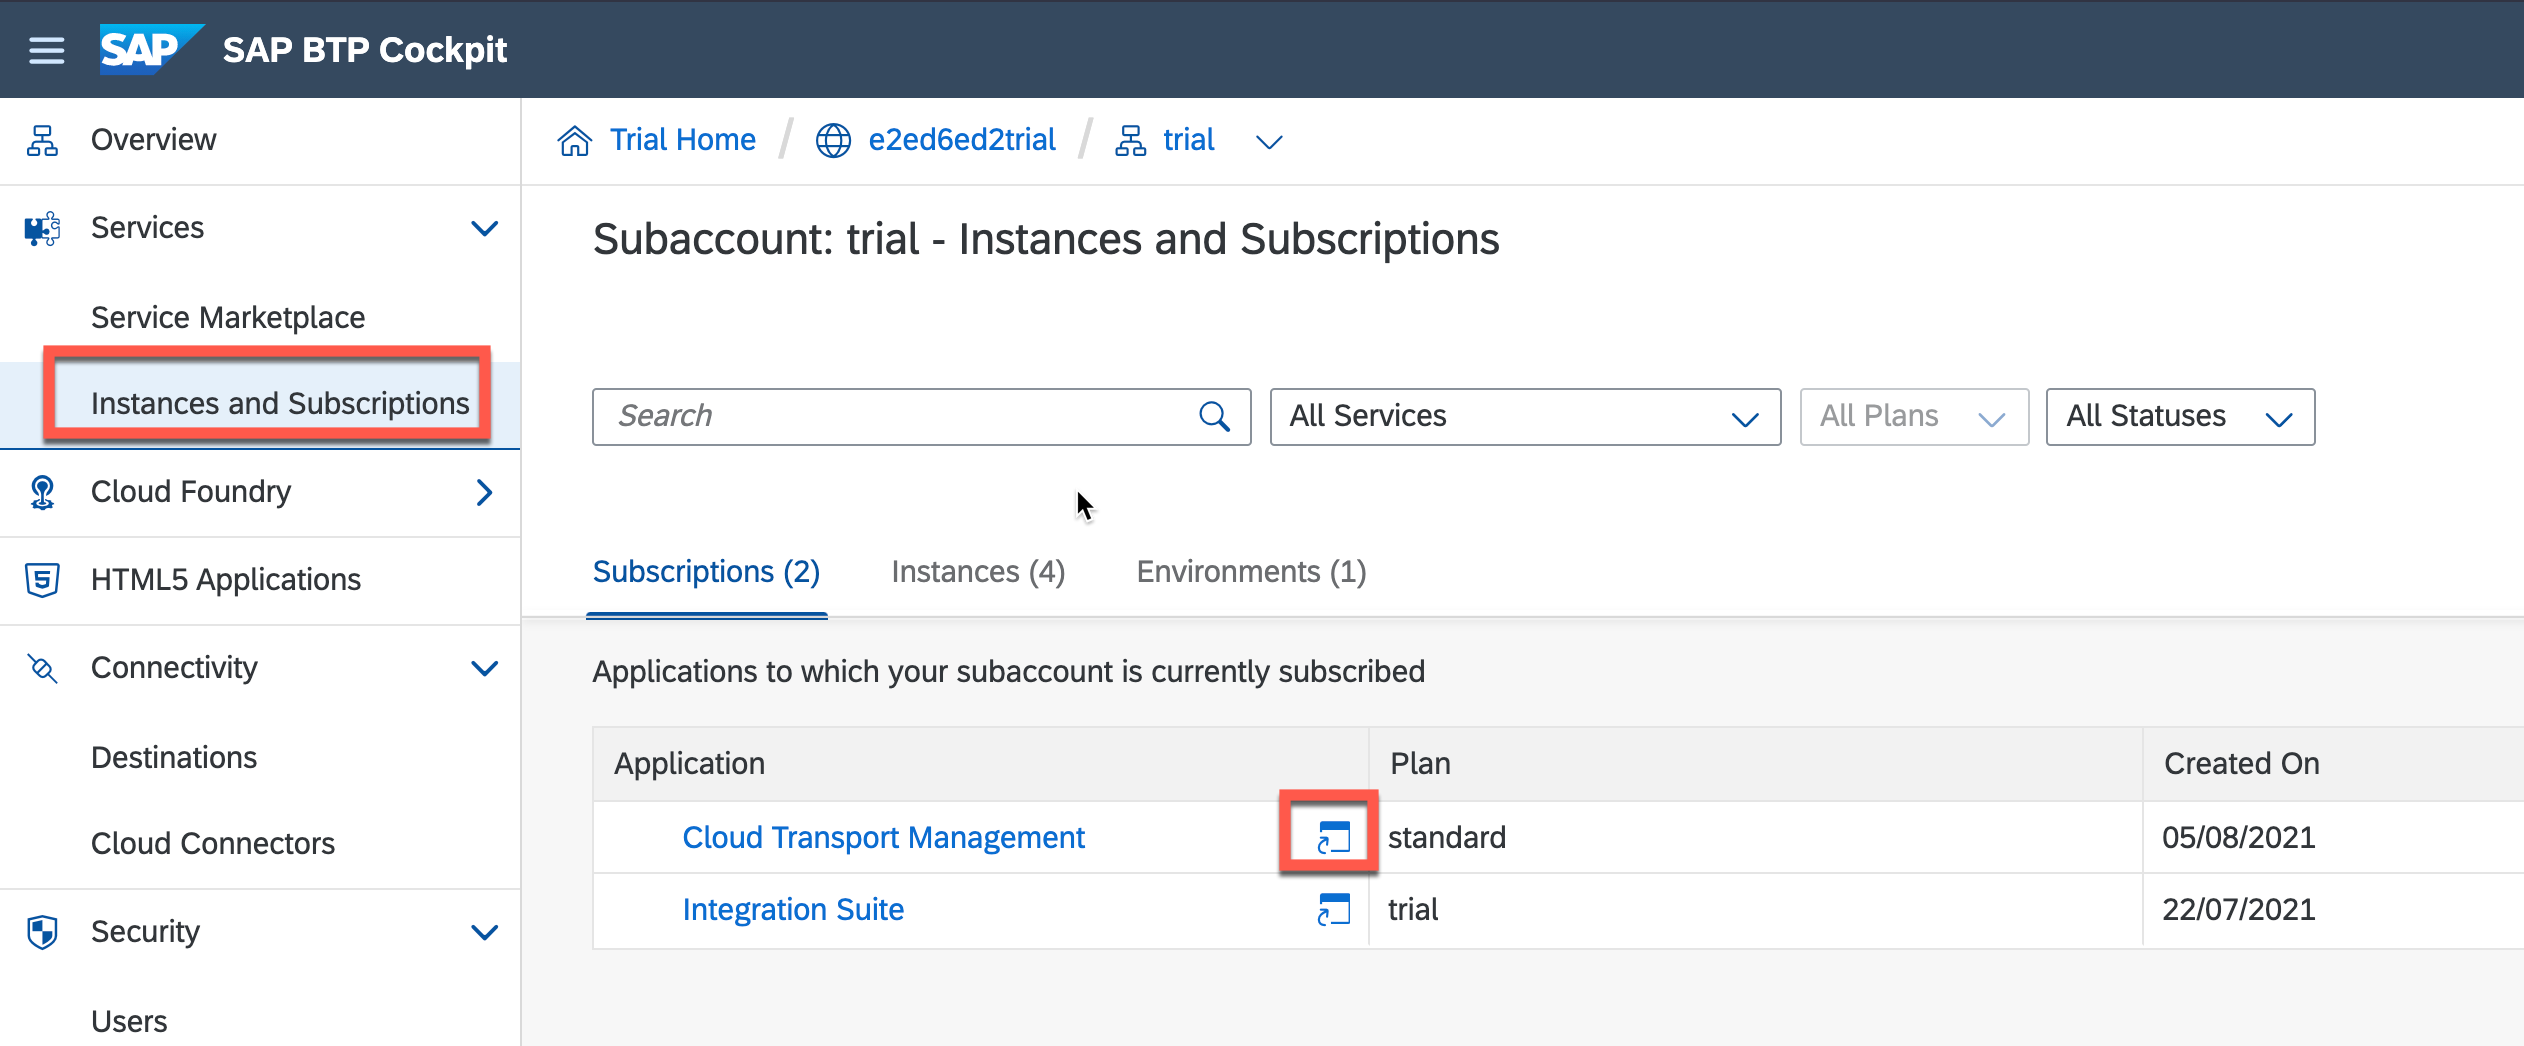 SAP SAP BTP Cockpit
Overview
Services
Service Marketplace
Instances and Subscriptions
Cloud Foundry
HTML5 Applications
Connectivity
Destinations
Cloud Connectors
Security
Users
Trial Home / e2ed6ed2trial / trial
Subaccount: trial - Instances and Subscriptions
Search All Services All Plans All Statuses
Subscriptions (2) Instances (4) Environments (1)
Applications to which your subaccount is currently subscribed
Application Plan Created On
Cloud Transport Management standard 05/08/2021
Integration Suite trial 22/07/2021